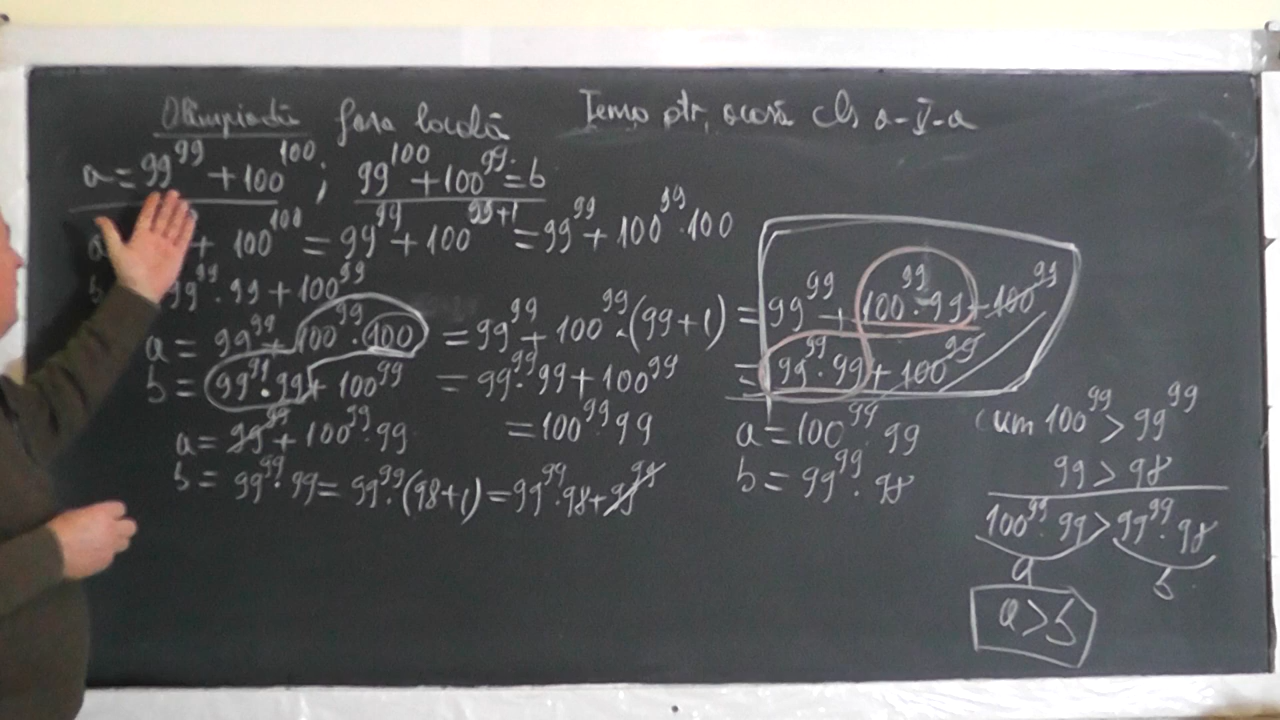 Olimpiadă faza locală Temă ptr. acasă cls a-V-a
a = 99^99 + 100^100 ; 99^100 + 100^99 = b
a + 100^100 = 99^99 + 100^(99+1) = 99^99 + 100^99 · 100
b 99^99 · 99 + 100^99
a = 99^99 + 100^99 · 100 = 99^99 + 100^99 · (99+1) = 99^99 + 100^99 · 99 + 100^99
b = 99^99 · 99 + 100^99 = 99^99 · 99 + 100^99 = 99^99 · 99 + 100^99
a = 99^99 + 100^99 · 99 = 100^99 · 99 a = 100^99 · 99
b = 99^99 · 99 = 99^99 · (98+1) = 99^99 · 98 + 99^99 b = 99^99 · 98
Cum 100^99 > 99^99
99 > 98
100^99 · 99 > 99^99 · 98
a b
a > b